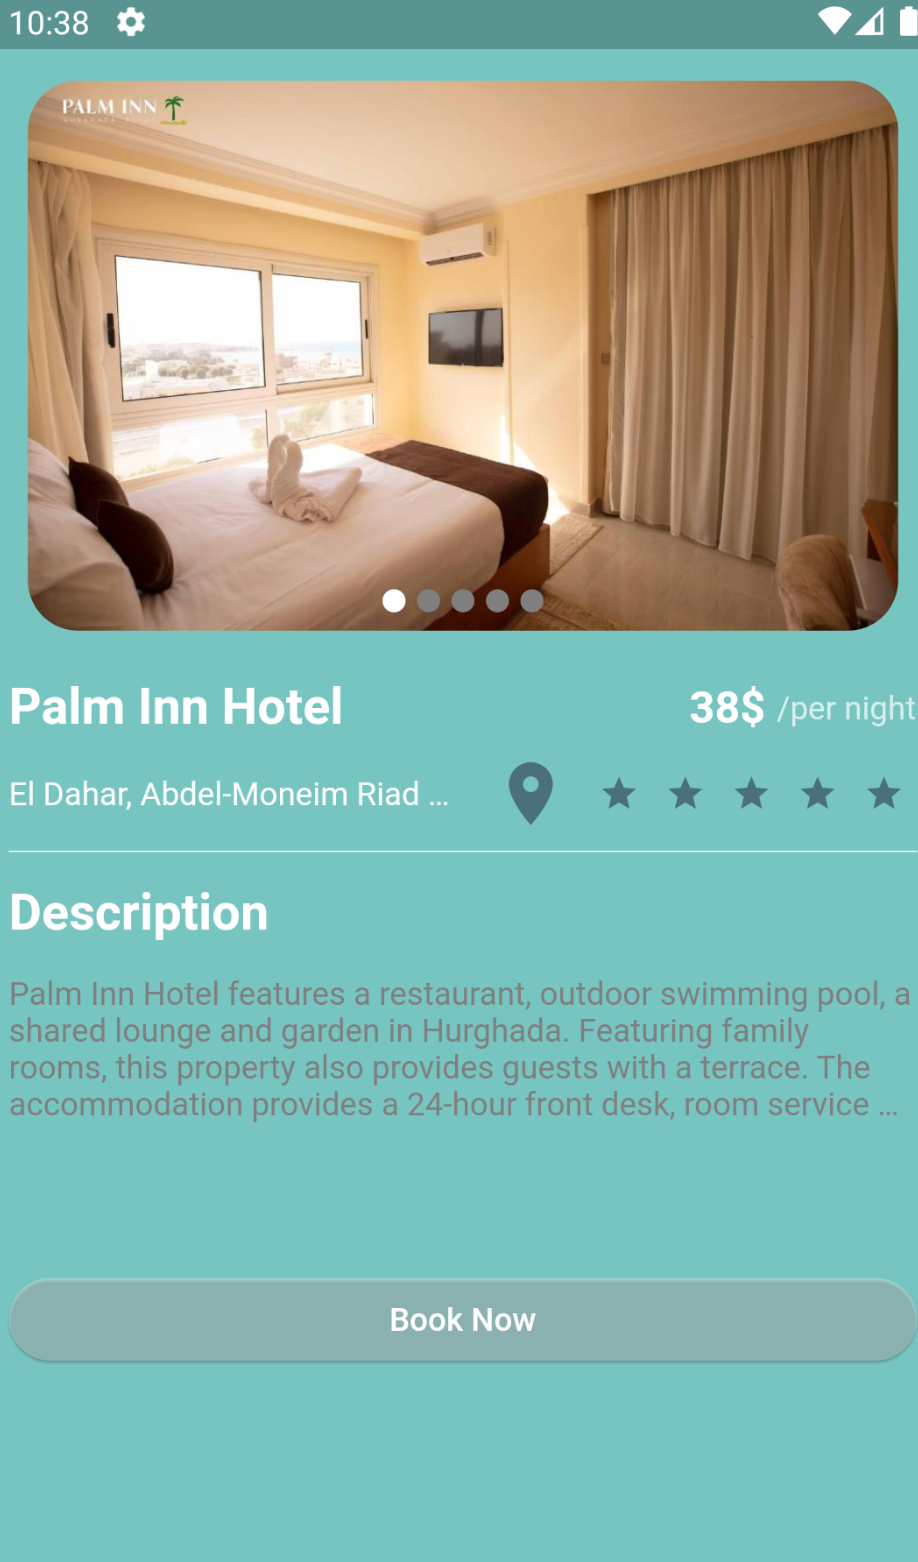 10:38
PALM INN
Palm Inn Hotel
38$ /per night
El Dahar, Abdel-Moneim Riad ...
Description
Palm Inn Hotel features a restaurant, outdoor swimming pool, a
shared lounge and garden in Hurghada. Featuring family
rooms, this property also provides guests with a terrace. The
accommodation provides a 24-hour front desk, room service ...
Book Now